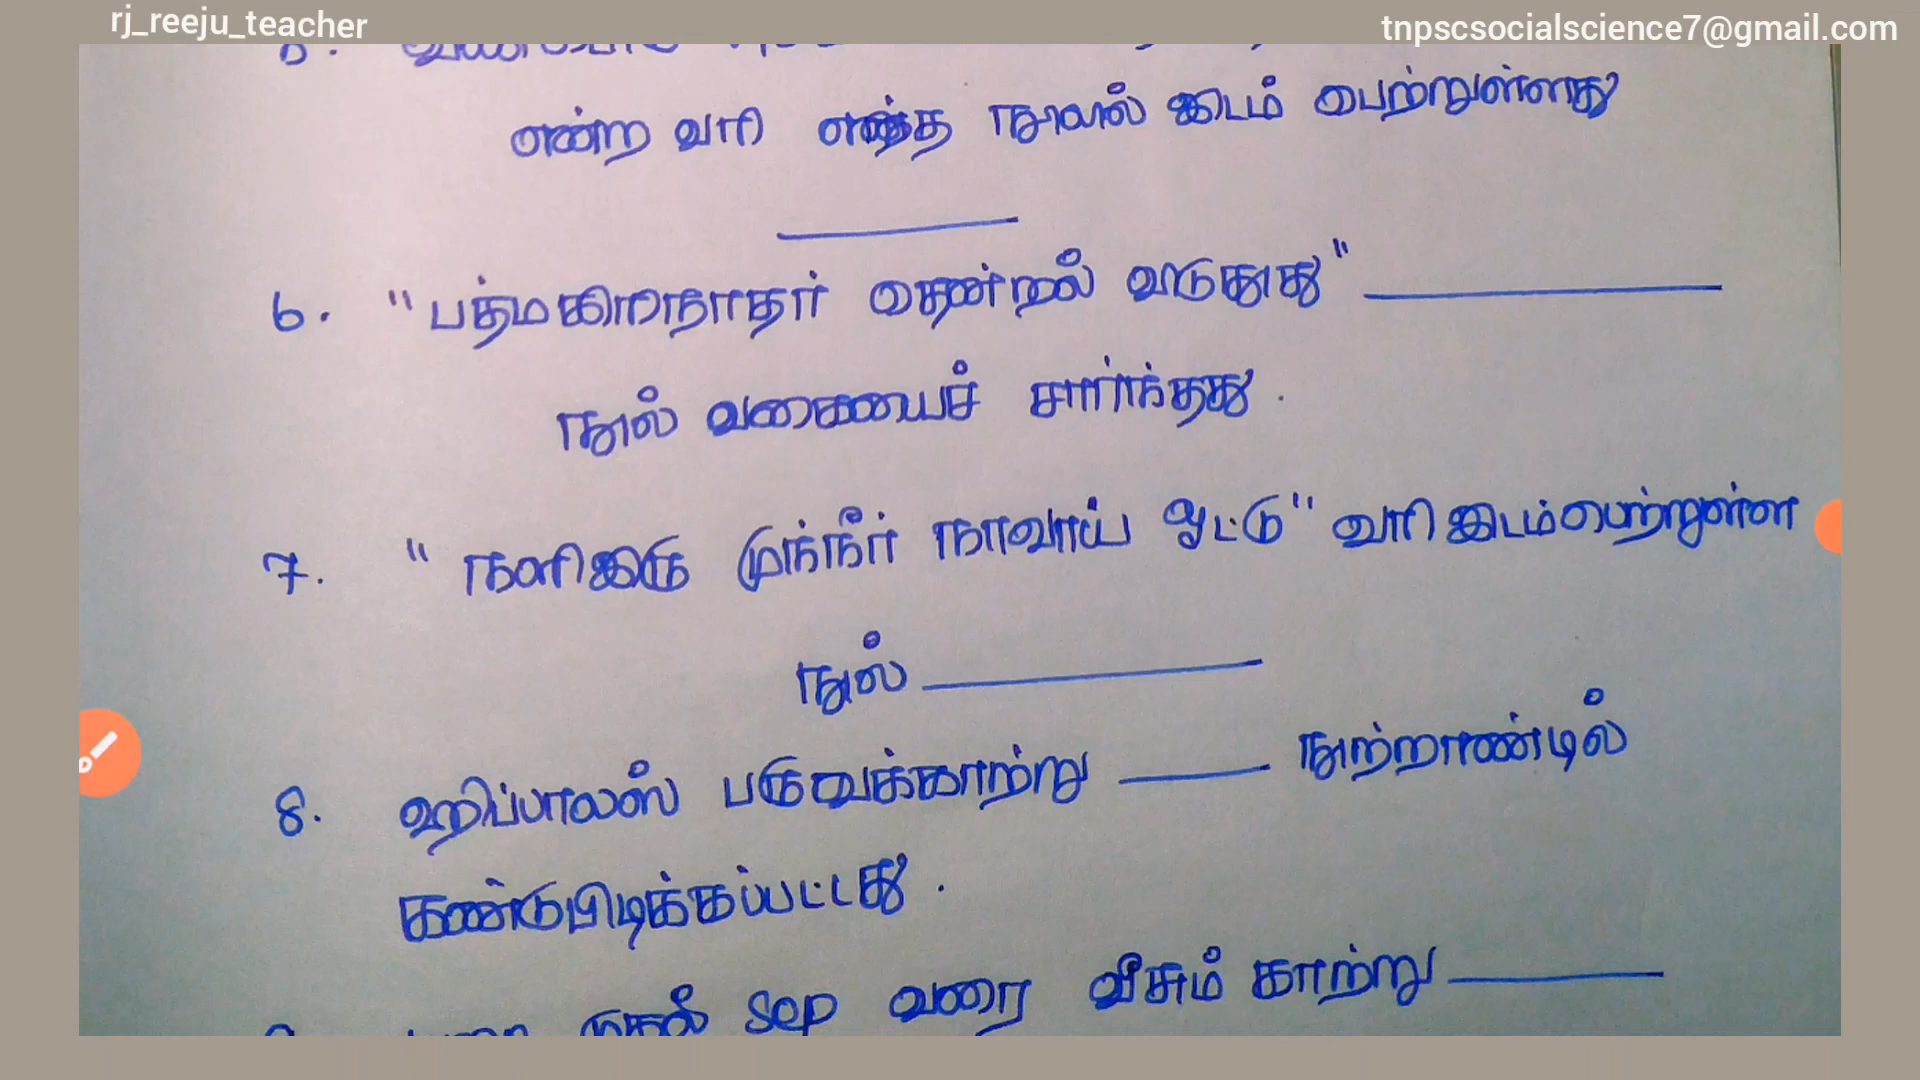 rj_reeju_teacher
tnpscsocialscience7@gmail.com
என்ற வரி எந்த நூலில் இடம் பெற்றுள்ளது
6. "பத்மகிரிநாதர் தென்றல் விடுதூது"
நூல் வகையைச் சார்ந்தது.
7. "நளிஇரு முந்நீர் நாவாய் ஓட்டு" வரி இடம்பெற்றுள்ள
நூல்
8. ஹிப்பாலஸ் பருவக்காற்று நூற்றாண்டில்
கண்டுபிடிக்கப்பட்டது.
முதல் Sep வரை வீசும் காற்று